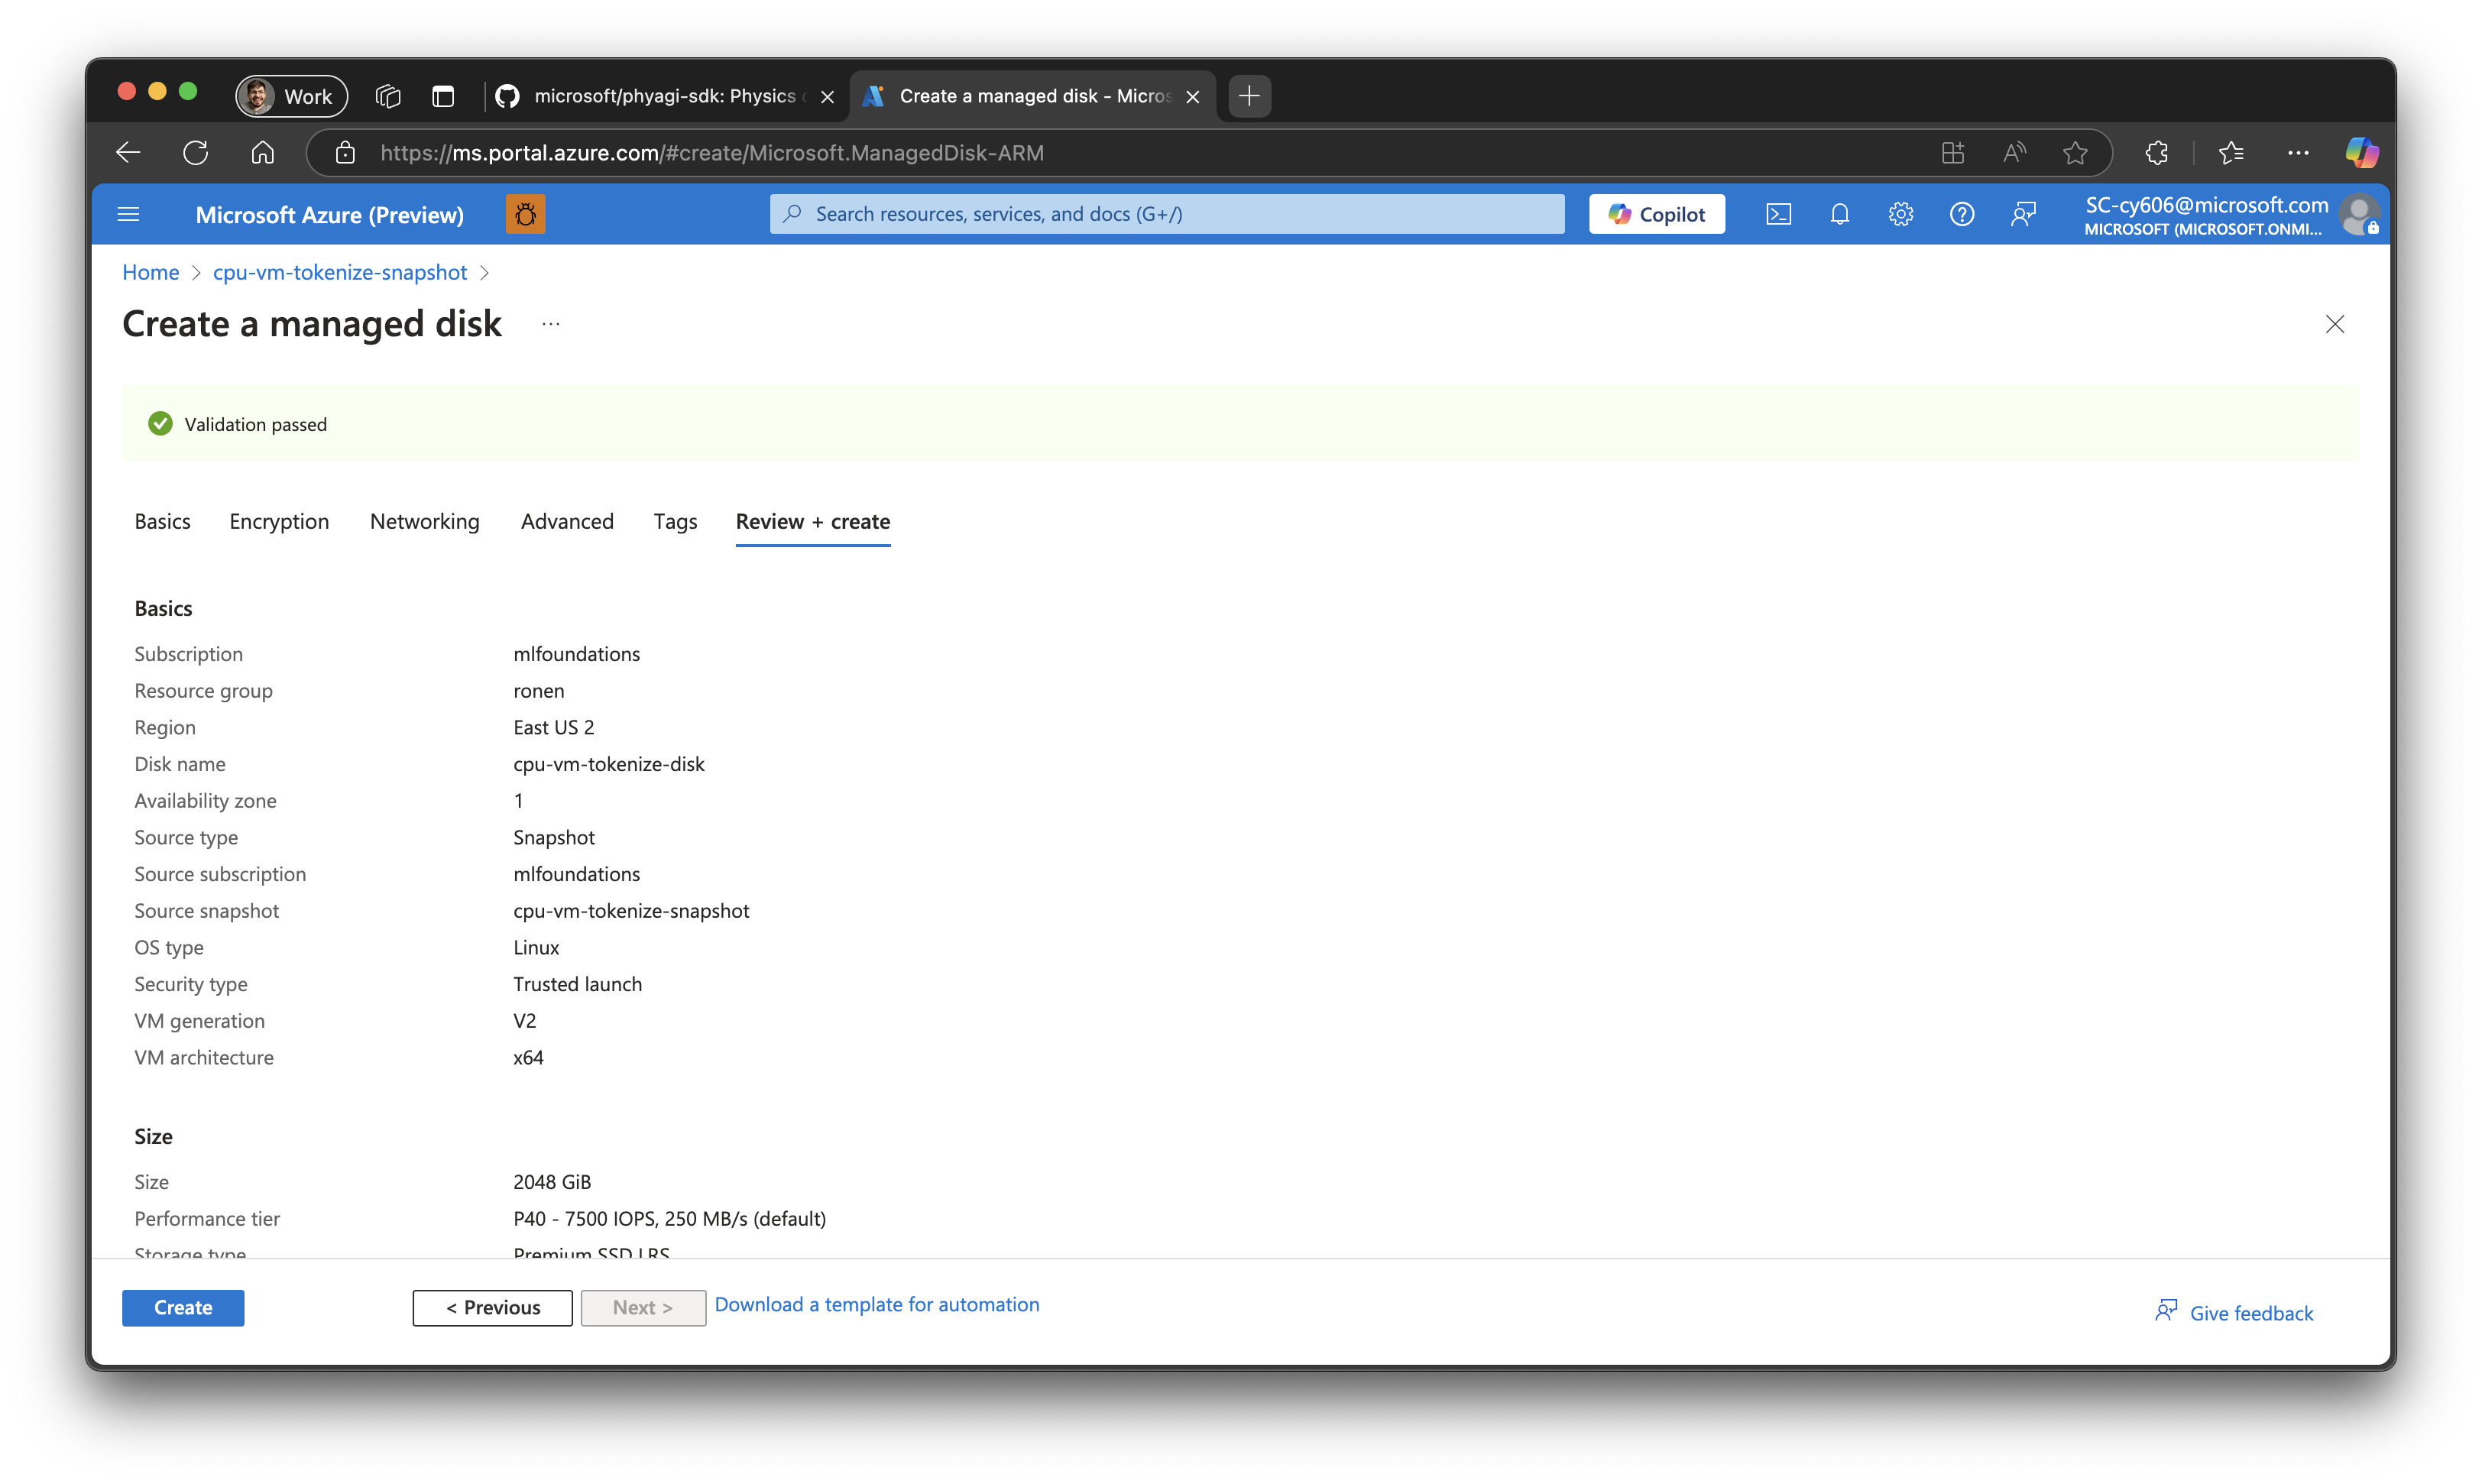 Work
microsoft/phyagi-sdk: Physics
Create a managed disk - Micros
https://ms.portal.azure.com/#create/Microsoft.ManagedDisk-ARM
Microsoft Azure (Preview)
Search resources, services, and docs (G+/)
Copilot
SC-cy606@microsoft.com
MICROSOFT (MICROSOFT.ONMI...
Home > cpu-vm-tokenize-snapshot >
Create a managed disk ...
Validation passed
Basics Encryption Networking Advanced Tags Review + create
Basics
Subscription mlfoundations
Resource group ronen
Region East US 2
Disk name cpu-vm-tokenize-disk
Availability zone 1
Source type Snapshot
Source subscription mlfoundations
Source snapshot cpu-vm-tokenize-snapshot
OS type Linux
Security type Trusted launch
VM generation V2
VM architecture x64
Size
Size 2048 GiB
Performance tier P40 - 7500 IOPS, 250 MB/s (default)
Storage type Premium SSD LRS
Create < Previous Next > Download a template for automation
Give feedback